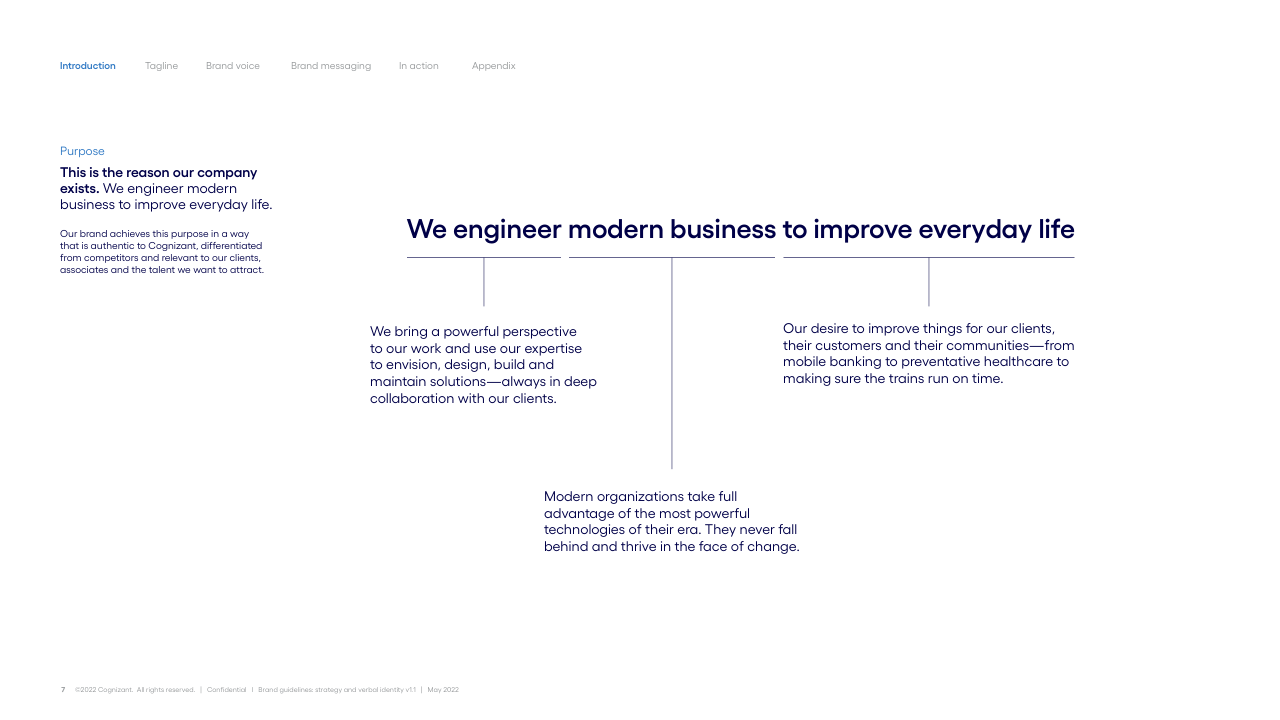 Introduction Tagline Brand voice Brand messaging In action Appendix
Purpose
This is the reason our company
exists. We engineer modern
business to improve everyday life.
Our brand achieves this purpose in a way
that is authentic to Cognizant, differentiated
from competitors and relevant to our clients,
associates and the talent we want to attract.
We engineer modern business to improve everyday life
We bring a powerful perspective
to our work and use our expertise
to envision, design, build and
maintain solutions—always in deep
collaboration with our clients.
Modern organizations take full
advantage of the most powerful
technologies of their era. They never fall
behind and thrive in the face of change.
Our desire to improve things for our clients,
their customers and their communities—from
mobile banking to preventative healthcare to
making sure the trains run on time.
7 ©2022 Cognizant. All rights reserved. | Confidential | Brand guidelines: strategy and verbal identity v1.1 | May 2022